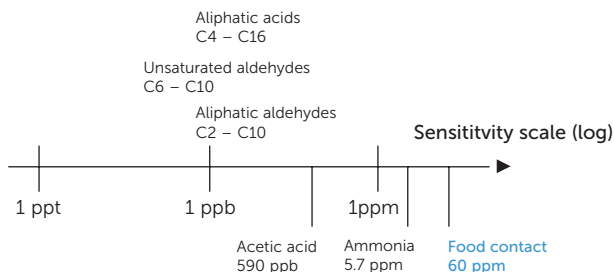 Aliphatic acids
C4 – C16
Unsaturated aldehydes
C6 – C10
Aliphatic aldehydes
C2 – C10
Sensititvity scale (log)
1 ppt
1 ppb
1ppm
Acetic acid
590 ppb
Ammonia
5.7 ppm
Food contact
60 ppm